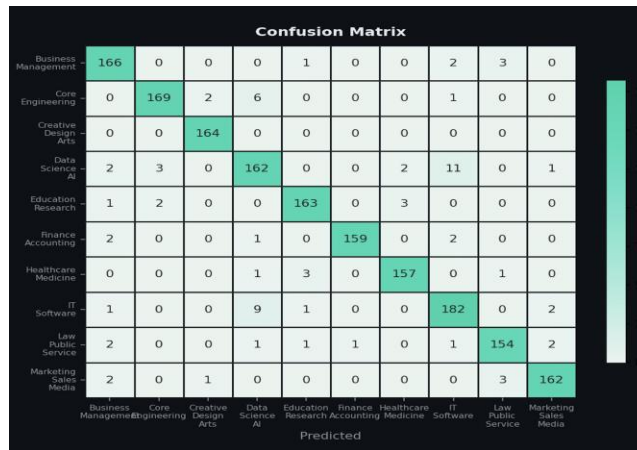 Confusion Matrix
Business
Management
166 0 0 0 1 0 0 2 3 0
Core
Engineering
0 169 2 6 0 0 0 1 0 0
Creative
Design
Arts
0 0 164 0 0 0 0 0 0 0
Data
Science
AI
2 3 0 162 0 0 2 11 0 1
Education
Research
1 2 0 0 163 0 3 0 0 0
Finance
Accounting
2 0 0 1 0 159 0 2 0 0
Healthcare
Medicine
0 0 0 1 3 0 157 0 1 0
IT
Software
1 0 0 9 1 0 0 182 0 2
Law
Public
Service
2 0 0 1 1 1 0 1 154 2
Marketing
Sales
Media
2 0 1 0 0 0 0 0 3 162
Business
Management
Core
Engineering
Creative
Design
Arts
Data
Science
AI
Education
Research
Finance
Accounting
Healthcare
Medicine
IT
Software
Law
Public
Service
Marketing
Sales
Media
Predicted